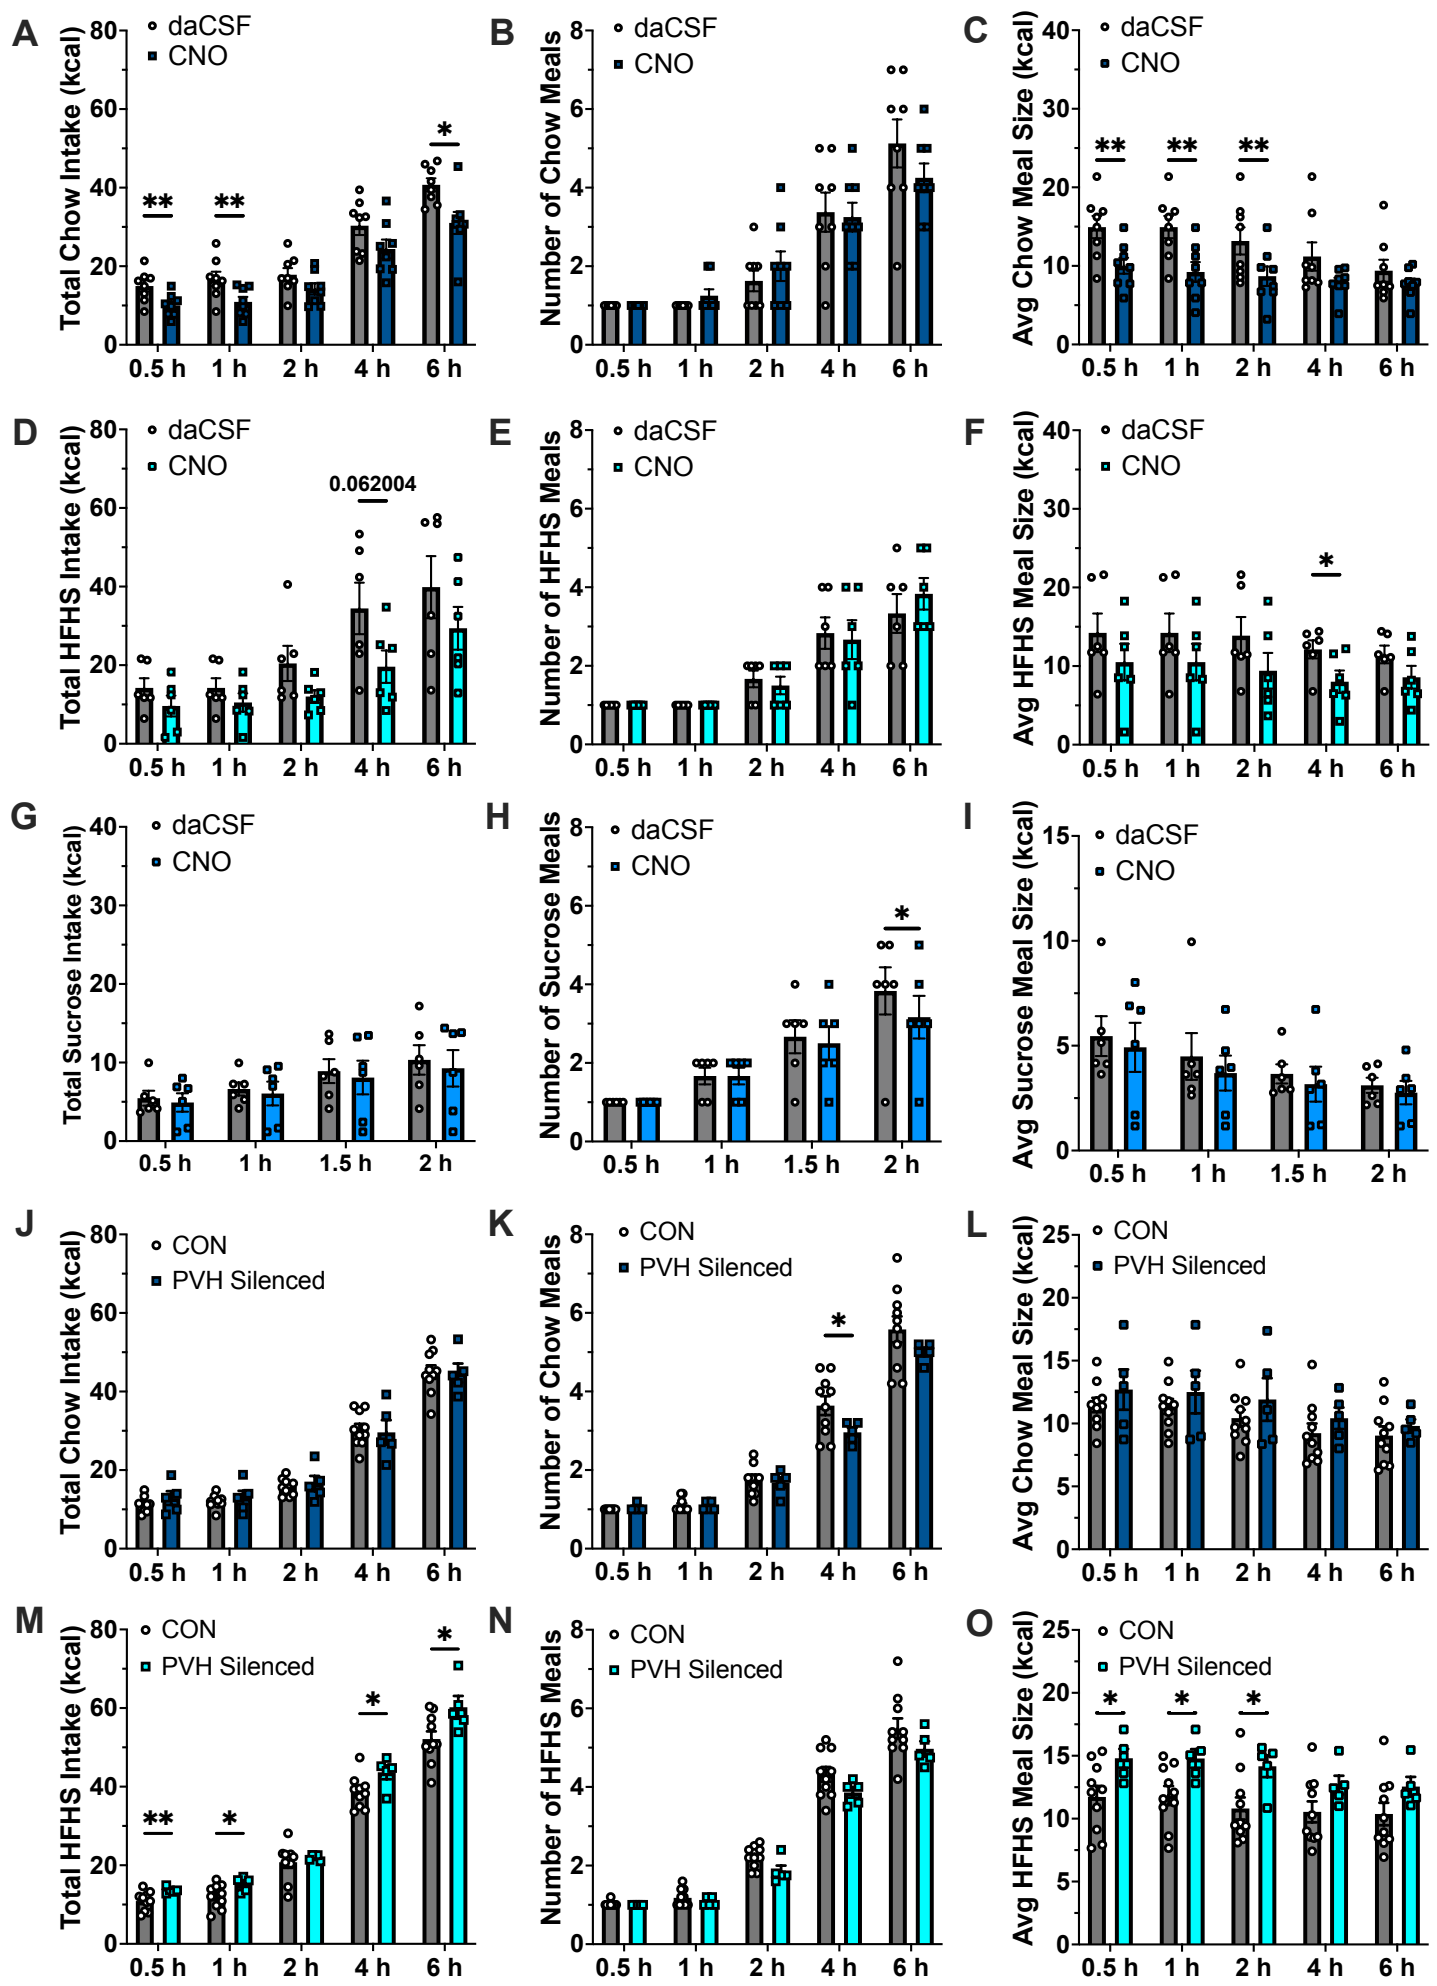 A
Total Chow Intake (kcal)
80
60
40
20
0
daCSF
CNO
**
**
*
0.5 h 1 h 2 h 4 h 6 h
B
Number of Chow Meals
8
6
4
2
0
daCSF
CNO
0.5 h 1 h 2 h 4 h 6 h
C
Avg Chow Meal Size (kcal)
40
30
20
10
0
daCSF
CNO
**
**
**
0.5 h 1 h 2 h 4 h 6 h
D
Total HFHS Intake (kcal)
80
60
40
20
0
daCSF
CNO
0.062004
0.5 h 1 h 2 h 4 h 6 h
E
Number of HFHS Meals
8
6
4
2
0
daCSF
CNO
0.5 h 1 h 2 h 4 h 6 h
F
Avg HFHS Meal Size (kcal)
40
30
20
10
0
daCSF
CNO
*
0.5 h 1 h 2 h 4 h 6 h
G
Total Sucrose Intake (kcal)
40
30
20
10
0
daCSF
CNO
0.5 h 1 h 1.5 h 2 h
H
Number of Sucrose Meals
8
6
4
2
0
daCSF
CNO
*
0.5 h 1 h 1.5 h 2 h
I
Avg Sucrose Meal Size (kcal)
15
10
5
0
daCSF
CNO
0.5 h 1 h 1.5 h 2 h
J
Total Chow Intake (kcal)
80
60
40
20
0
CON
PVH Silenced
0.5 h 1 h 2 h 4 h 6 h
K
Number of Chow Meals
8
6
4
2
0
CON
PVH Silenced
*
0.5 h 1 h 2 h 4 h 6 h
L
Avg Chow Meal Size (kcal)
25
20
15
10
5
0
CON
PVH Silenced
0.5 h 1 h 2 h 4 h 6 h
M
Total HFHS Intake (kcal)
80
60
40
20
0
CON
PVH Silenced
**
*
*
*
0.5 h 1 h 2 h 4 h 6 h
N
Number of HFHS Meals
8
6
4
2
0
CON
PVH Silenced
0.5 h 1 h 2 h 4 h 6 h
O
Avg HFHS Meal Size (kcal)
25
20
15
10
5
0
CON
PVH Silenced
*
*
*
0.5 h 1 h 2 h 4 h 6 h